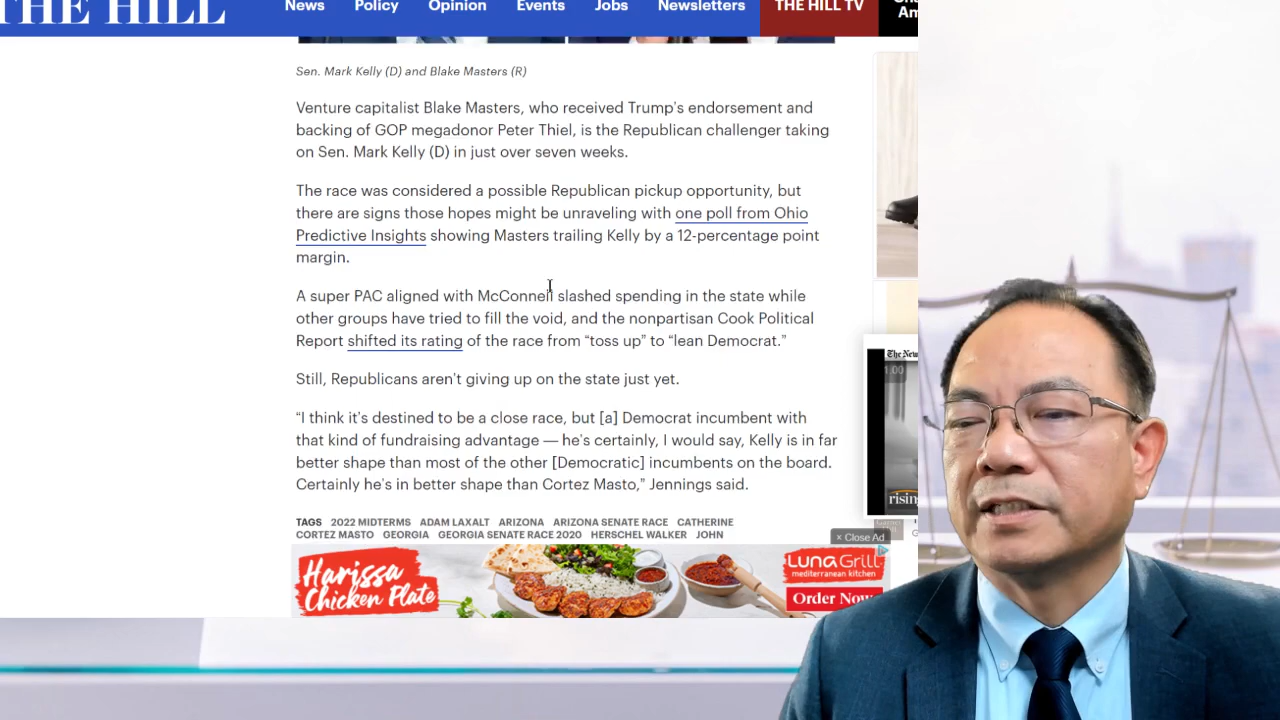 THE HILL
News Policy Opinion Events Jobs Newsletters THE HILL TV
Sen. Mark Kelly (D) and Blake Masters (R)
Venture capitalist Blake Masters, who received Trump's endorsement and
backing of GOP megadonor Peter Thiel, is the Republican challenger taking
on Sen. Mark Kelly (D) in just over seven weeks.
The race was considered a possible Republican pickup opportunity, but
there are signs those hopes might be unraveling with one poll from Ohio
Predictive Insights showing Masters trailing Kelly by a 12-percentage point
margin.
A super PAC aligned with McConnell slashed spending in the state while
other groups have tried to fill the void, and the nonpartisan Cook Political
Report shifted its rating of the race from “toss up” to “lean Democrat.”
Still, Republicans aren't giving up on the state just yet.
“I think it's destined to be a close race, but [a] Democrat incumbent with
that kind of fundraising advantage — he's certainly, I would say, Kelly is in far
better shape than most of the other [Democratic] incumbents on the board.
Certainly he's in better shape than Cortez Masto,” Jennings said.
TAGS 2022 MIDTERMS ADAM LAXALT ARIZONA ARIZONA SENATE RACE CATHERINE
CORTEZ MASTO GEORGIA GEORGIA SENATE RACE 2020 HERSCHEL WALKER JOHN
× Close Ad
Harissa
Chicken Plate
LUNA GRILL
mediterranean kitchen
Order Now
The New
1.00
rising